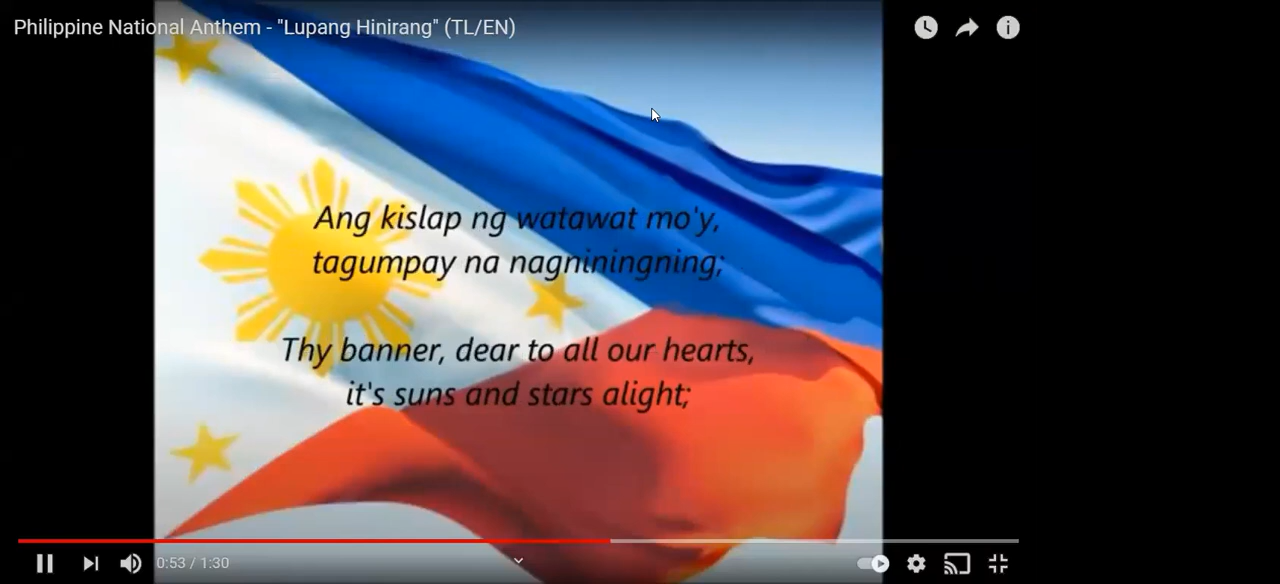 Philippine National Anthem - "Lupang Hinirang" (TL/EN)
Ang kislap ng watawat mo'y,
tagumpay na nagniningning;
Thy banner, dear to all our hearts,
it's suns and stars alight;
0:53 / 1:30